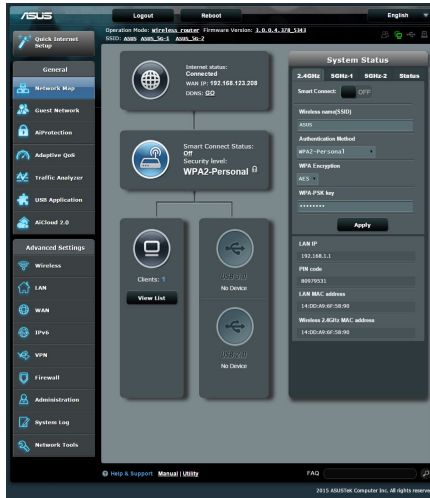 ASUS
Logout
Reboot
English
Operation Mode: Wireless router Firmware Version: 3.0.0.4.378_5343
SSID: ASUS ASUS_5G-1 ASUS_5G-2
Quick Internet
Setup
General
Network Map
Guest Network
AiProtection
Adaptive QoS
Traffic Analyzer
USB Application
AiCloud 2.0
Advanced Settings
Wireless
LAN
WAN
IPv6
VPN
Firewall
Administration
System Log
Network Tools
Internet status:
Connected
WAN IP: 192.168.123.208
DDNS: GO
Smart Connect Status:
Off
Security level:
WPA2-Personal
Clients: 1
View List
USB 3.0
No Device
No Device
System Status
2.4GHz 5GHz-1 5GHz-2 Status
Smart Connect: OFF
Wireless name(SSID)
ASUS
Authentication Method
WPA2-Personal
WPA Encryption
AES
WPA-PSK key
••••••••
Apply
LAN IP
192.168.1.1
PIN code
80979531
LAN MAC address
14:DD:A9:6F:58:90
Wireless 2.4GHz MAC address
14:DD:A9:6F:58:90
Help & Support Manual | Utility
FAQ
2015 ASUSTeK Computer Inc. All rights reserve